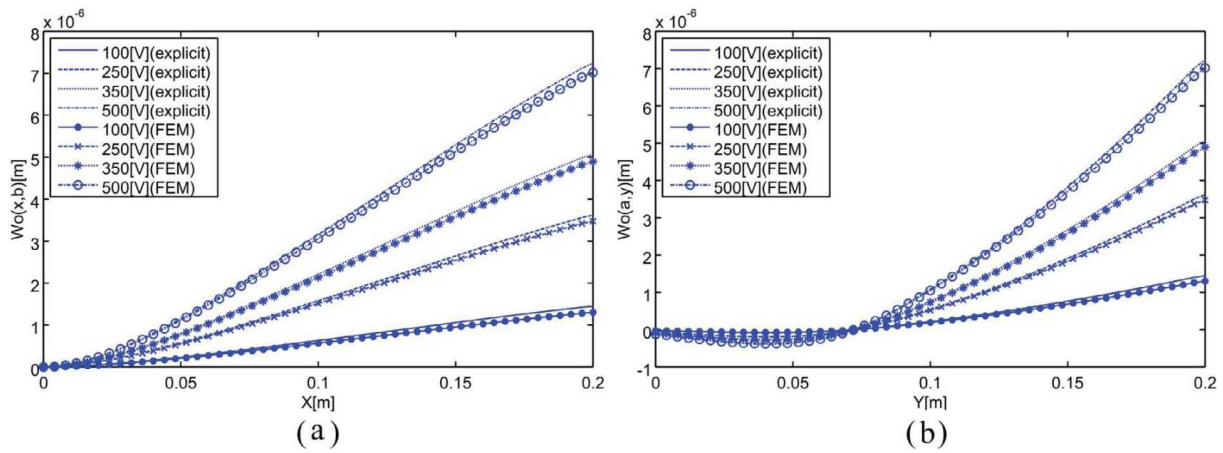 x 10⁻⁶
8
7
6
5
4
3
2
1
0
0
0.05
0.1
0.15
0.2
Wo(x,b)[m]
X[m]
100[V](explicit)
250[V](explicit)
350[V](explicit)
500[V](explicit)
100[V](FEM)
250[V](FEM)
350[V](FEM)
500[V](FEM)
(a)
x 10⁻⁶
8
7
6
5
4
3
2
1
0
-1
0
0.05
0.1
0.15
0.2
Wo(a,y)[m]
Y[m]
100[V](explicit)
250[V](explicit)
350[V](explicit)
500[V](explicit)
100[V](FEM)
250[V](FEM)
350[V](FEM)
500[V](FEM)
(b)